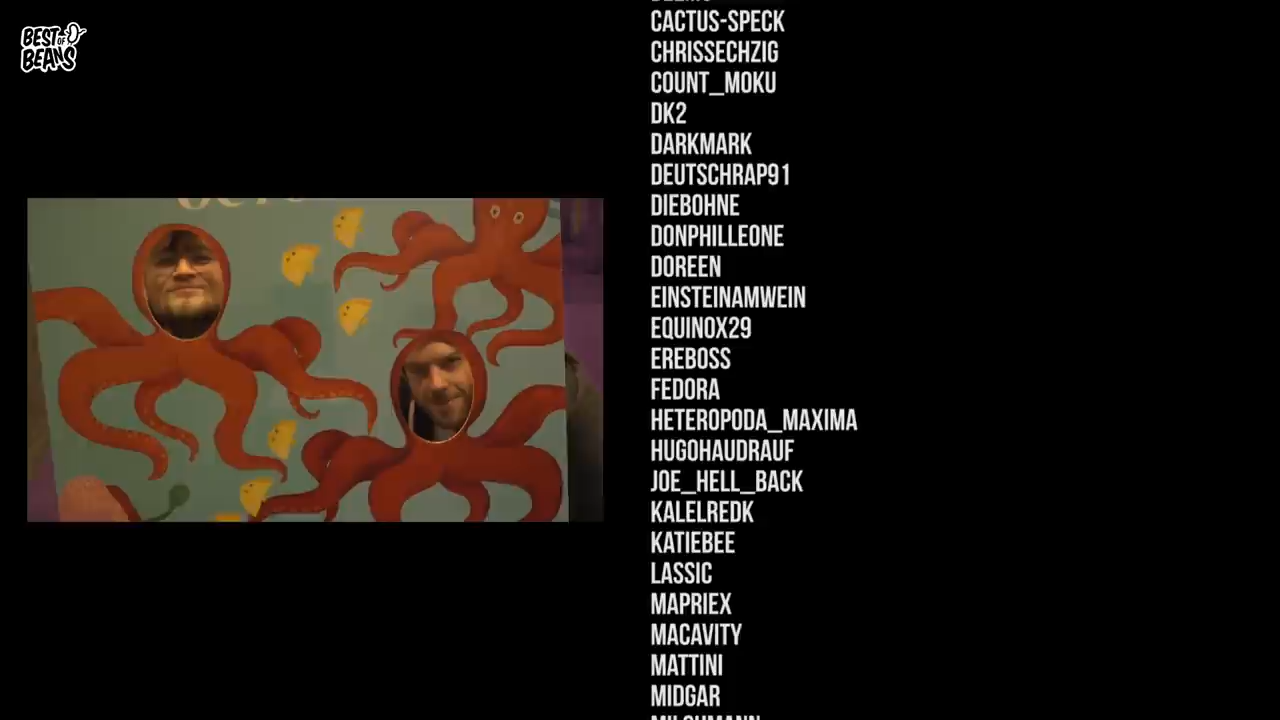 BEST OF
BEANS
CACTUS-SPECK
CHRISSECHZIG
COUNT_MOKU
DK2
DARKMARK
DEUTSCHRAP91
DIEBOHNE
DONPHILLEONE
DOREEN
EINSTEINAMWEIN
EQUINOX29
EREBOSS
FEDORA
HETEROPODA_MAXIMA
HUGOHAUDRAUF
JOE_HELL_BACK
KALELREDK
KATIEBEE
LASSIC
MAPRIEX
MACAVITY
MATTINI
MIDGAR